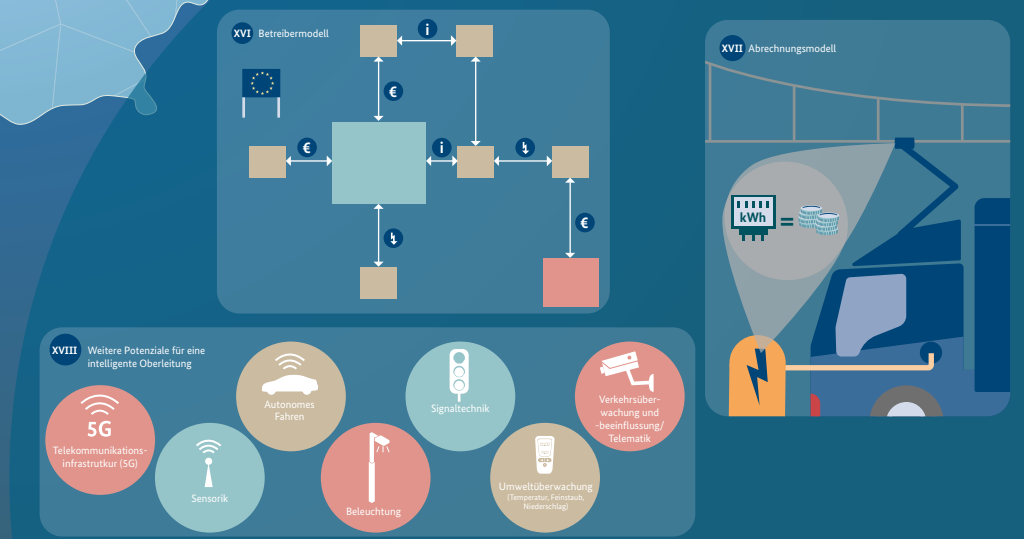 XVI Betreibermodell
i
€
€
i
€
XVII Abrechnungsmodell
kWh =
XVIII Weitere Potenziale für eine
intelligente Oberleitung
5G
Telekommunikations-
infrastrutkur (5G)
Sensorik
Autonomes
Fahren
Beleuchtung
Signaltechnik
Umweltüberwachung
(Temperatur, Feinstaub,
Niederschlag)
Verkehrsüber-
wachung und
-beeinflussung/
Telematik